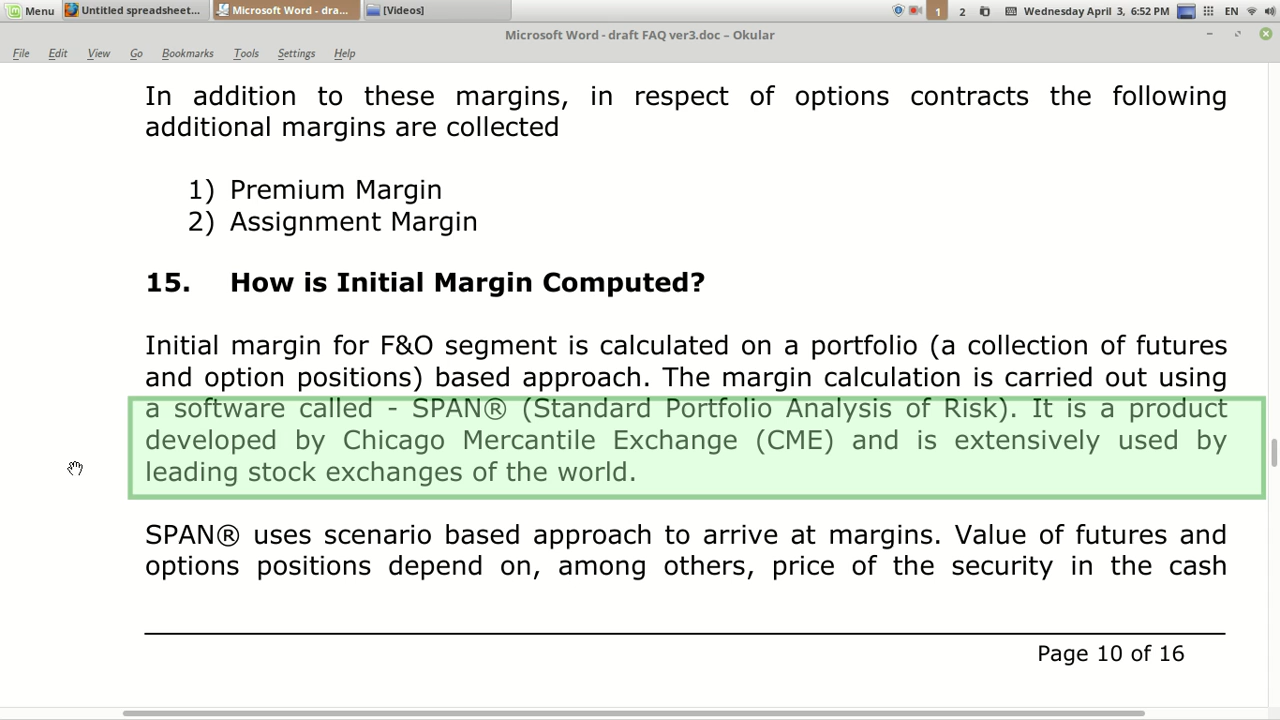 Menu Untitled spreadsheet... Microsoft Word - dra... [Videos] 1 2 Wednesday April 3, 6:52 PM EN
Microsoft Word - draft FAQ ver3.doc – Okular
File Edit View Go Bookmarks Tools Settings Help
In addition to these margins, in respect of options contracts the following
additional margins are collected
1) Premium Margin
2) Assignment Margin
15. How is Initial Margin Computed?
Initial margin for F&O segment is calculated on a portfolio (a collection of futures
and option positions) based approach. The margin calculation is carried out using
a software called - SPAN® (Standard Portfolio Analysis of Risk). It is a product
developed by Chicago Mercantile Exchange (CME) and is extensively used by
leading stock exchanges of the world.
SPAN® uses scenario based approach to arrive at margins. Value of futures and
options positions depend on, among others, price of the security in the cash
Page 10 of 16